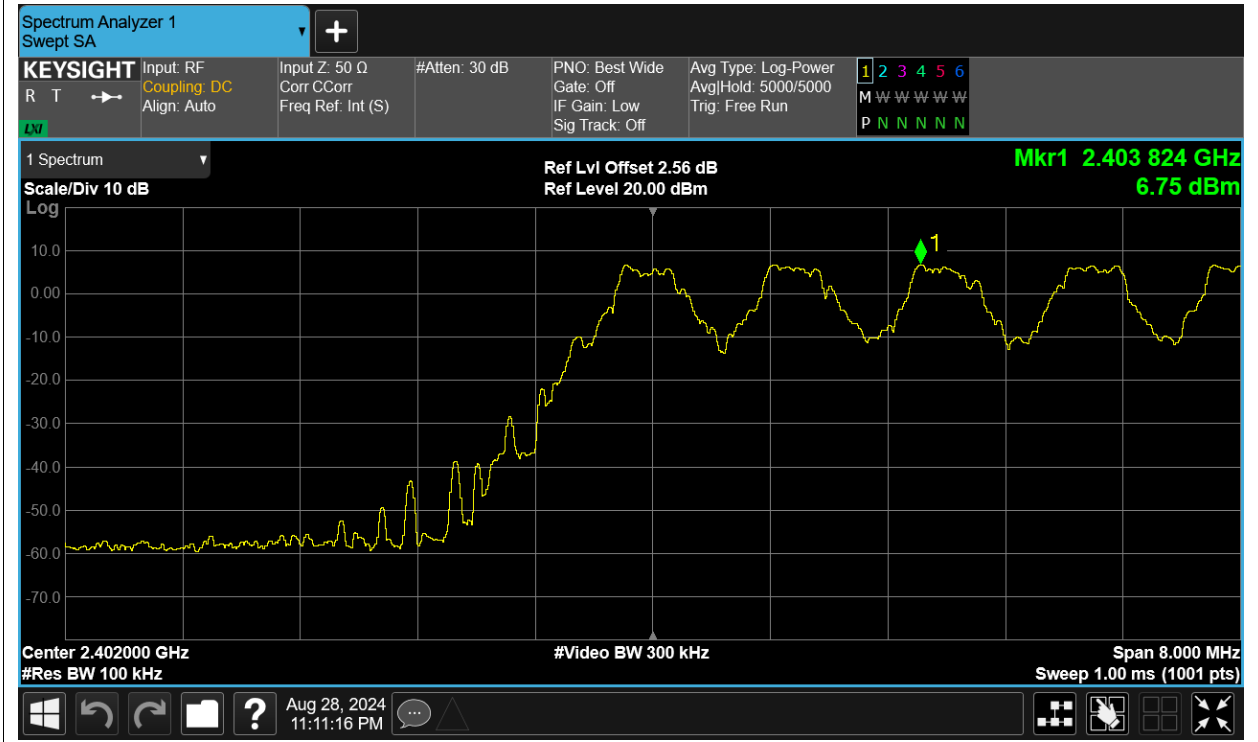 Spectrum Analyzer 1
Swept SA
+
KEYSIGHT
R T
LXI
Input: RF
Coupling: DC
Align: Auto
Input Z: 50 Ω
Corr CCorr
Freq Ref: Int (S)
#Atten: 30 dB
PNO: Best Wide
Gate: Off
IF Gain: Low
Sig Track: Off
Avg Type: Log-Power
Avg|Hold: 5000/5000
Trig: Free Run
1 2 3 4 5 6
M W W W W W W
P N N N N N
1 Spectrum
Scale/Div 10 dB
Log
Ref Lvl Offset 2.56 dB
Ref Level 20.00 dBm
Mkr1 2.403 824 GHz
6.75 dBm
1
10.0
0.00
-10.0
-20.0
-30.0
-40.0
-50.0
-60.0
-70.0
Center 2.402000 GHz
#Res BW 100 kHz
#Video BW 300 kHz
Span 8.000 MHz
Sweep 1.00 ms (1001 pts)
?
Aug 28, 2024
11:11:16 PM